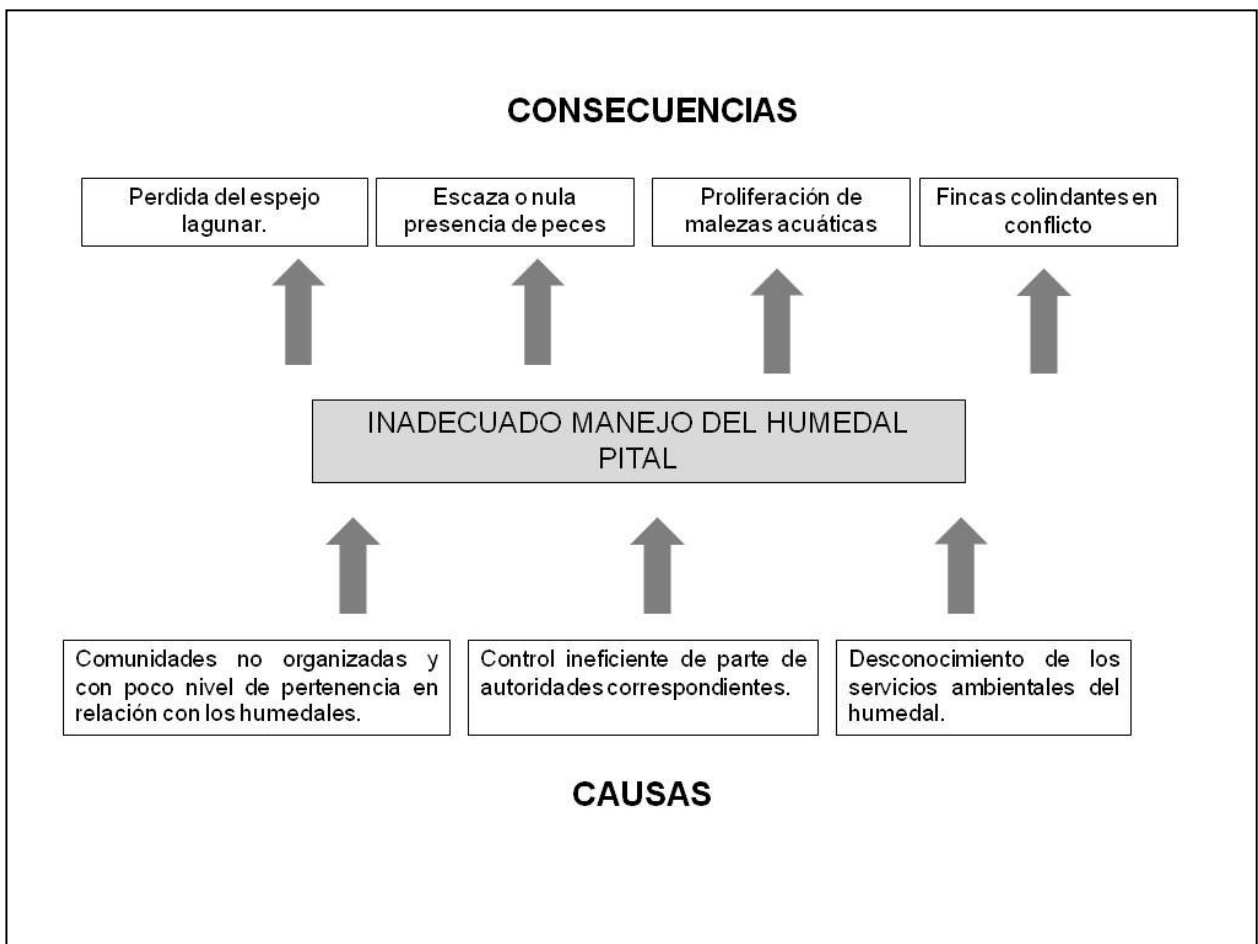 CONSECUENCIAS
Perdida del espejo
lagunar.
Escaza o nula
presencia de peces
Proliferación de
malezas acuáticas
Fincas colindantes en
conflicto
INADECUADO MANEJO DEL HUMEDAL
PITAL
Comunidades no organizadas y
con poco nivel de pertenencia en
relación con los humedales.
Control ineficiente de parte de
autoridades correspondientes.
Desconocimiento de los
servicios ambientales del
humedal.
CAUSAS